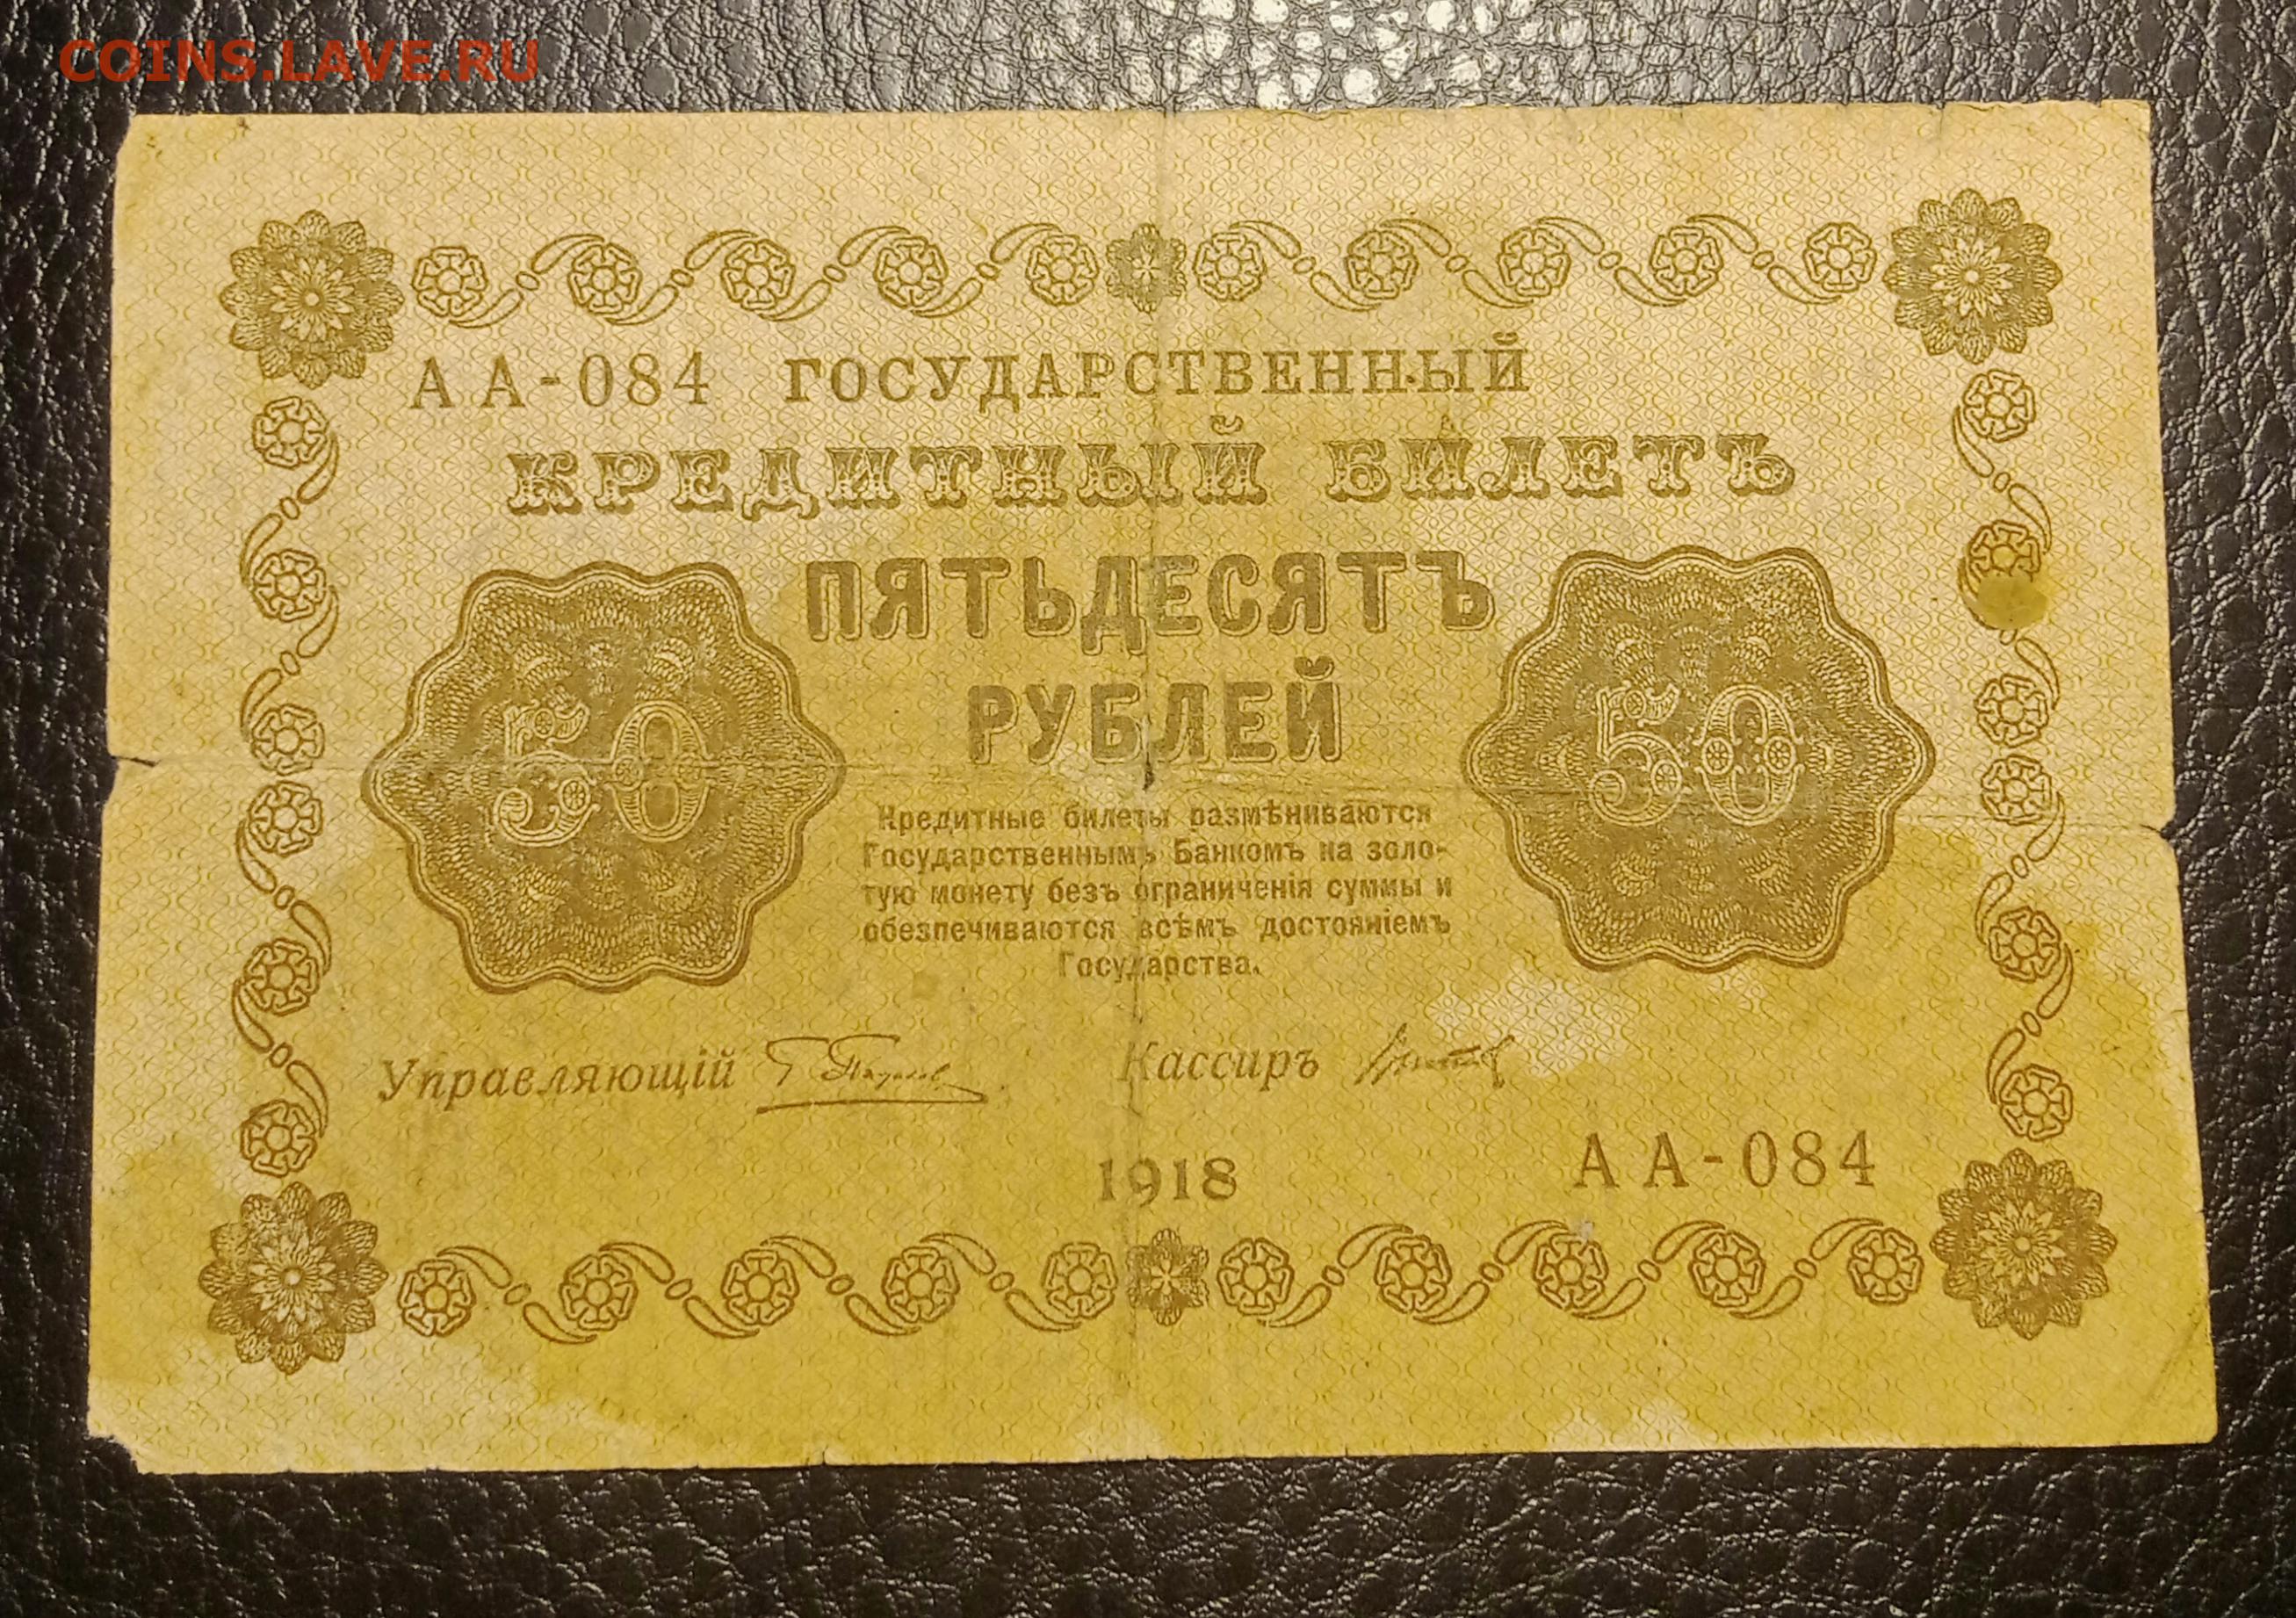 COINS.LAVE.RU
АА-084 ГОСУДАРСТВЕННЫЙ
КРЕДИТНЫЙ БИЛЕТЪ
ПЯТЬДЕСЯТЪ
РУБЛЕЙ
50 50
Кредитные билеты размѣниваются
Государственнымъ Банкомъ на золо-
тую монету безъ ограниченія суммы и
обезпечиваются всѣмъ достояніемъ
Государства.
Управляющій Кассиръ
1918 АА-084